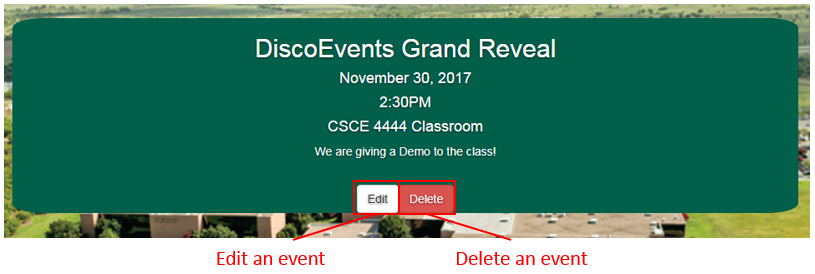 DiscoEvents Grand Reveal
November 30, 2017
2:30PM
CSCE 4444 Classroom
We are giving a Demo to the class!
Edit Delete
Edit an event Delete an event